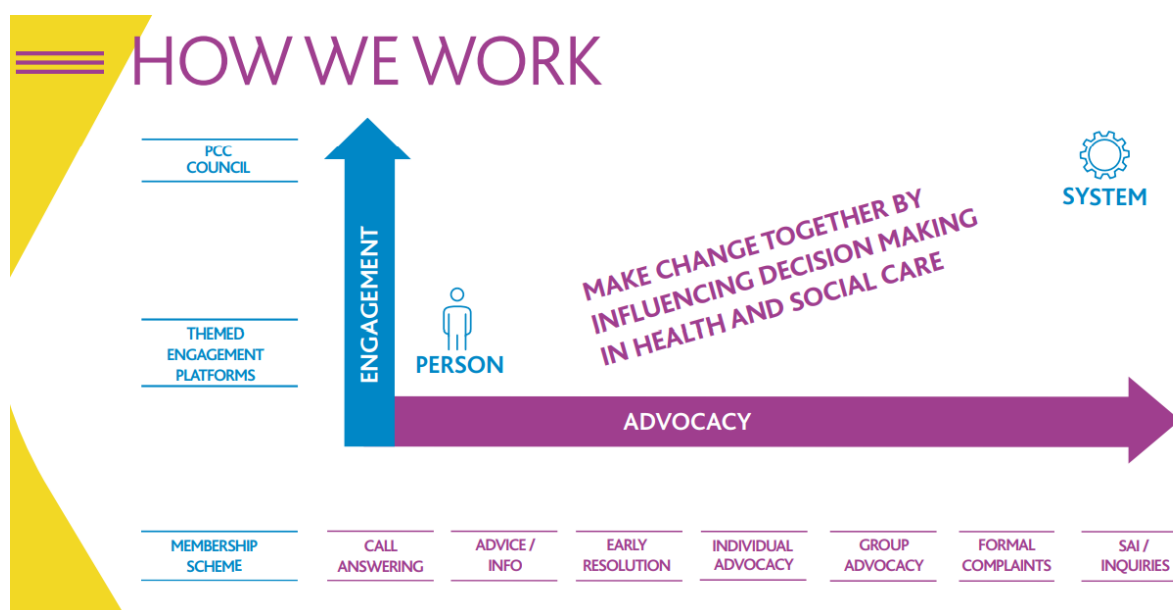 HOW WE WORK
PCC
COUNCIL
THEMED
ENGAGEMENT
PLATFORMS
ENGAGEMENT
PERSON
MAKE CHANGE TOGETHER BY
INFLUENCING DECISION MAKING
IN HEALTH AND SOCIAL CARE
SYSTEM
ADVOCACY
MEMBERSHIP
SCHEME
CALL
ANSWERING
ADVICE /
INFO
EARLY
RESOLUTION
INDIVIDUAL
ADVOCACY
GROUP
ADVOCACY
FORMAL
COMPLAINTS
SAI /
INQUIRIES